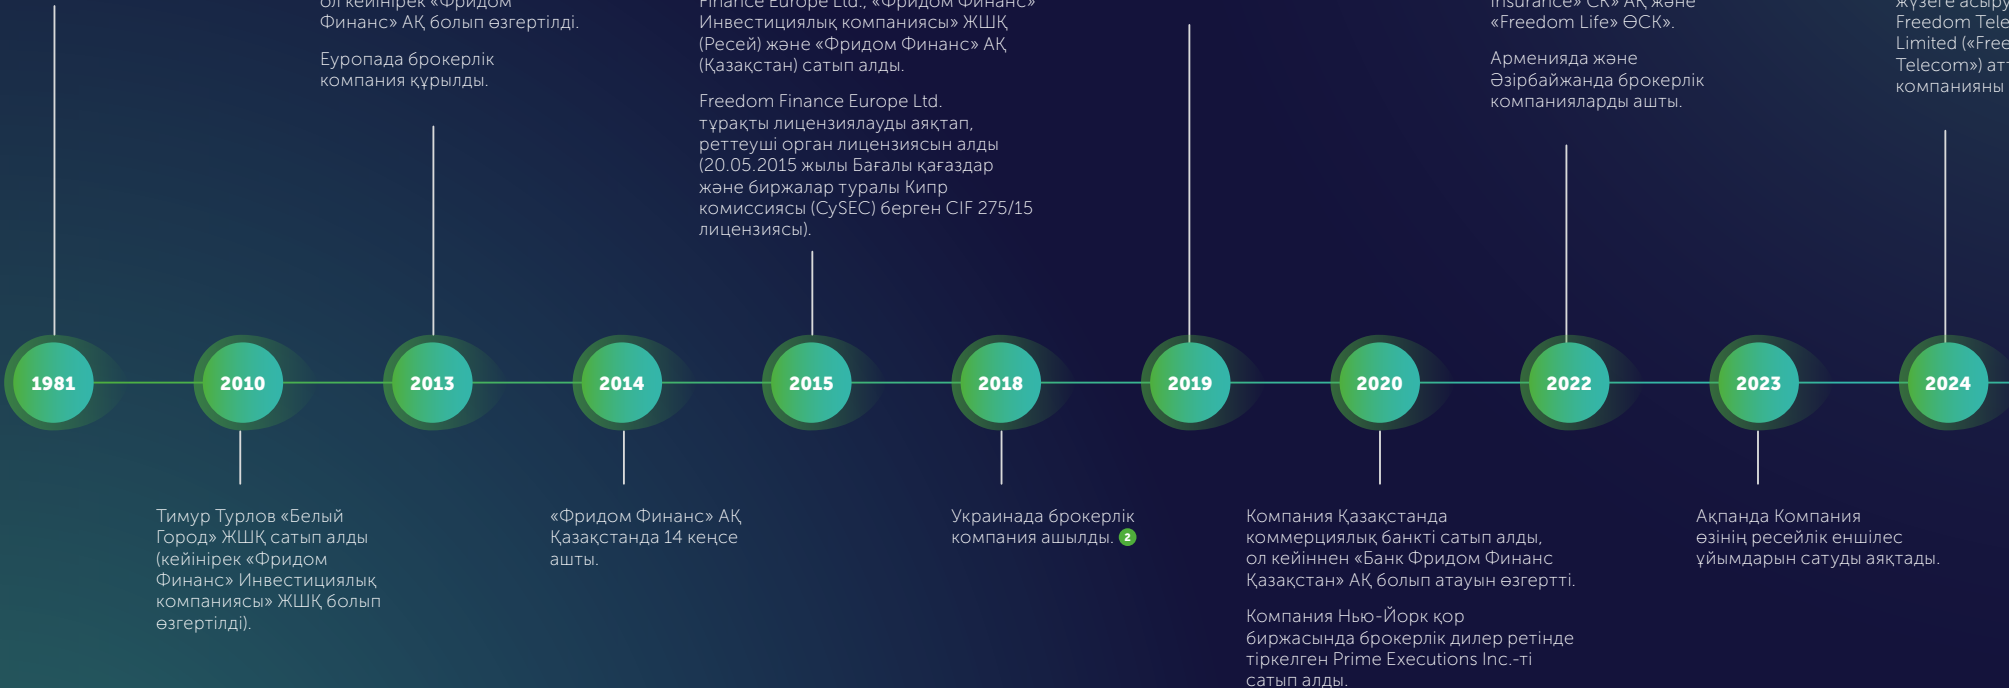 ол кейінірек «Фридом
Финанс» АҚ болып өзгертілді.
Еуропада брокерлік
компания құрылды.
Finance Europe Ltd., «Фридом Финанс»
Инвестициялық компаниясы» ЖШҚ
(Ресей) және «Фридом Финанс» АҚ
(Қазақстан) сатып алды.
Freedom Finance Europe Ltd.
тұрақты лицензиялауды аяқтап,
реттеуші орган лицензиясын алды
(20.05.2015 жылы Бағалы қағаздар
және биржалар туралы Кипр
комиссиясы (CySEC) берген CIF 275/15
лицензиясы).
Insurance» СК» АҚ және
«Freedom Life» ӨСК».
Арменияда және
Әзірбайжанда брокерлік
компанияларды ашты.
жүзеге асыру
Freedom Tele
Limited («Free
Telecom») ат
компанияны
1981
2010
2013
2014
2015
2018
2019
2020
2022
2023
2024
Тимур Турлов «Белый
Город» ЖШҚ сатып алды
(кейінірек «Фридом
Финанс» Инвестициялық
компаниясы» ЖШҚ болып
өзгертілді).
«Фридом Финанс» АҚ
Қазақстанда 14 кеңсе
ашты.
Украинада брокерлік
компания ашылды. 2
Компания Қазақстанда
коммерциялық банкті сатып алды,
ол кейіннен «Банк Фридом Финанс
Қазақстан» АҚ болып атауын өзгертті.
Компания Нью-Йорк қор
биржасында брокерлік дилер ретінде
тіркелген Prime Executions Inc.-ті
сатып алды.
Ақпанда Компания
өзінің ресейлік еншілес
ұйымдарын сатуды аяқтады.